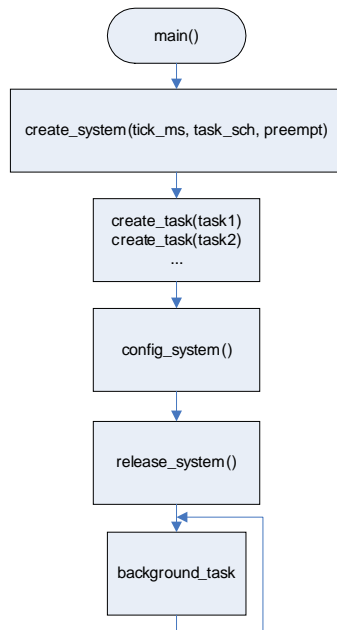 main()
create_system(tick_ms, task_sch, preempt)
create_task(task1)
create_task(task2)
...
config_system()
release_system()
background_task